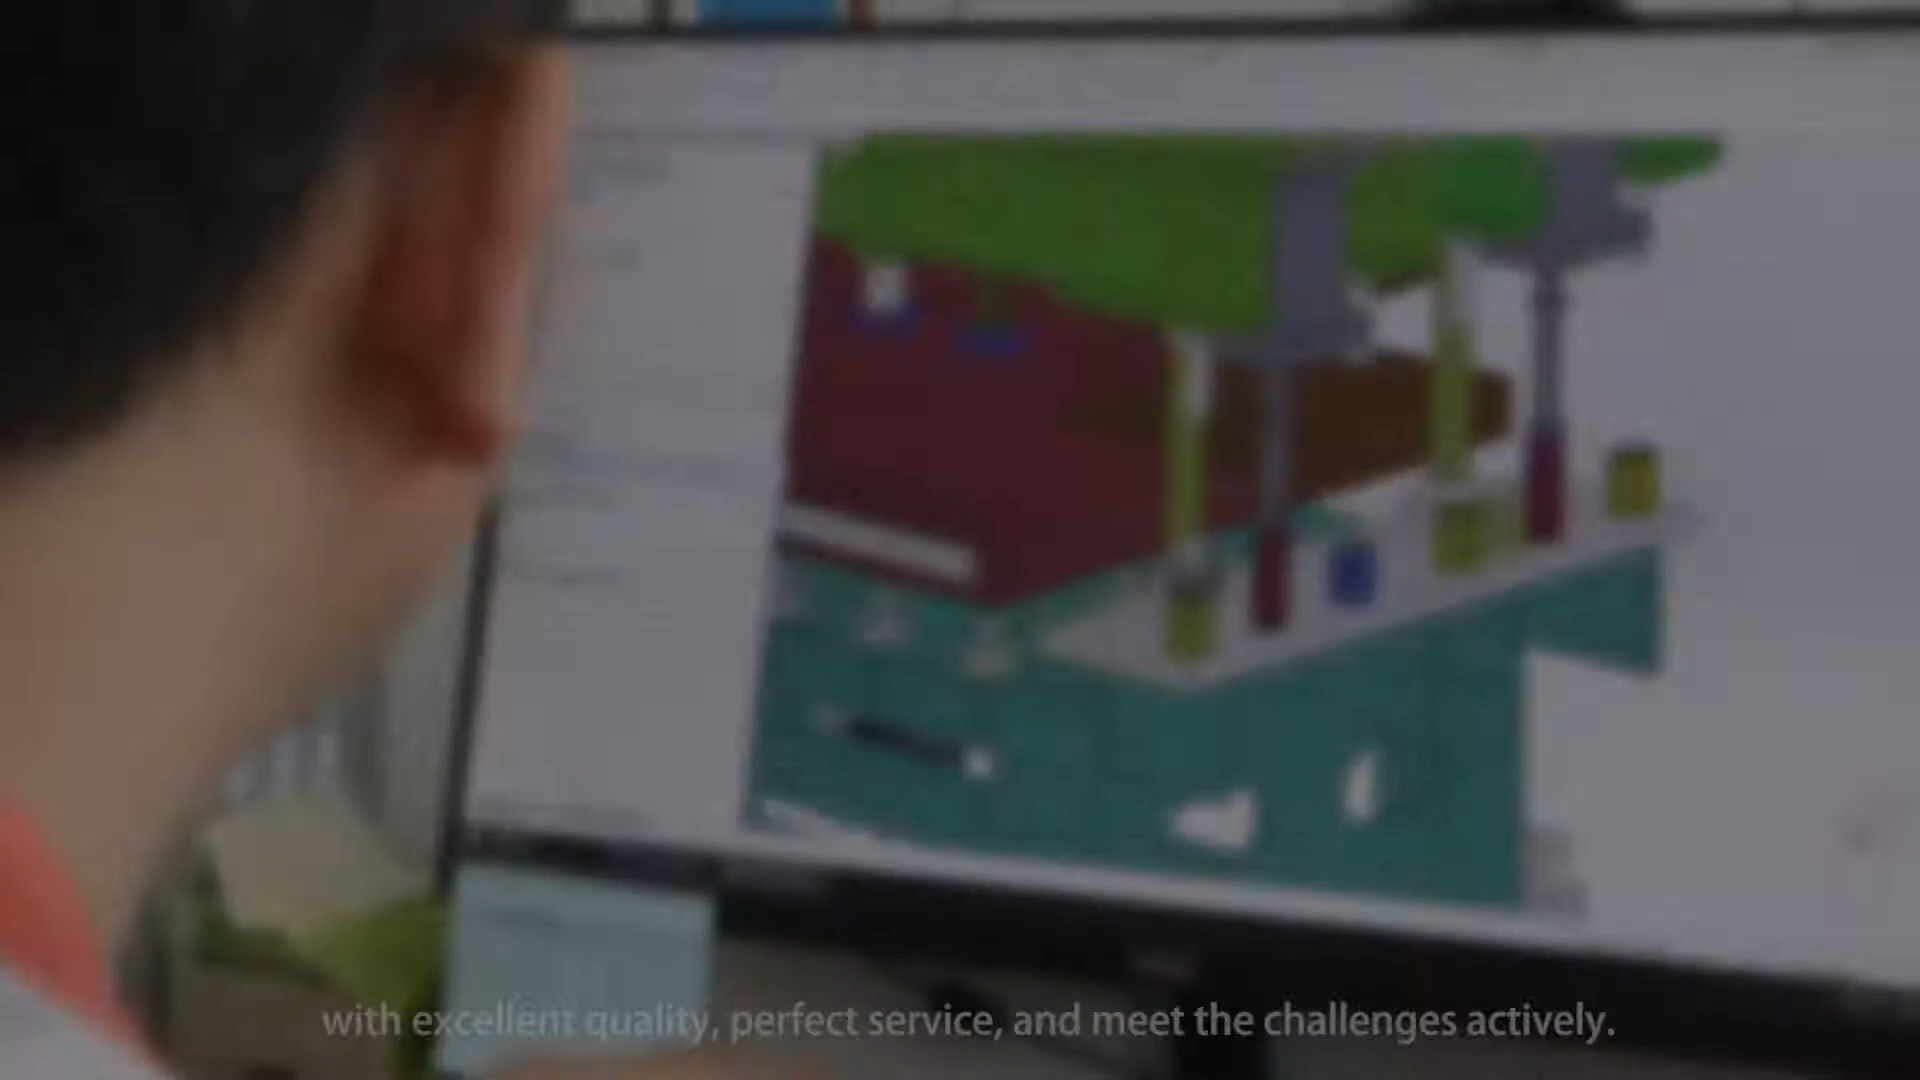 with excellent quality, perfect service, and meet the challenges actively.